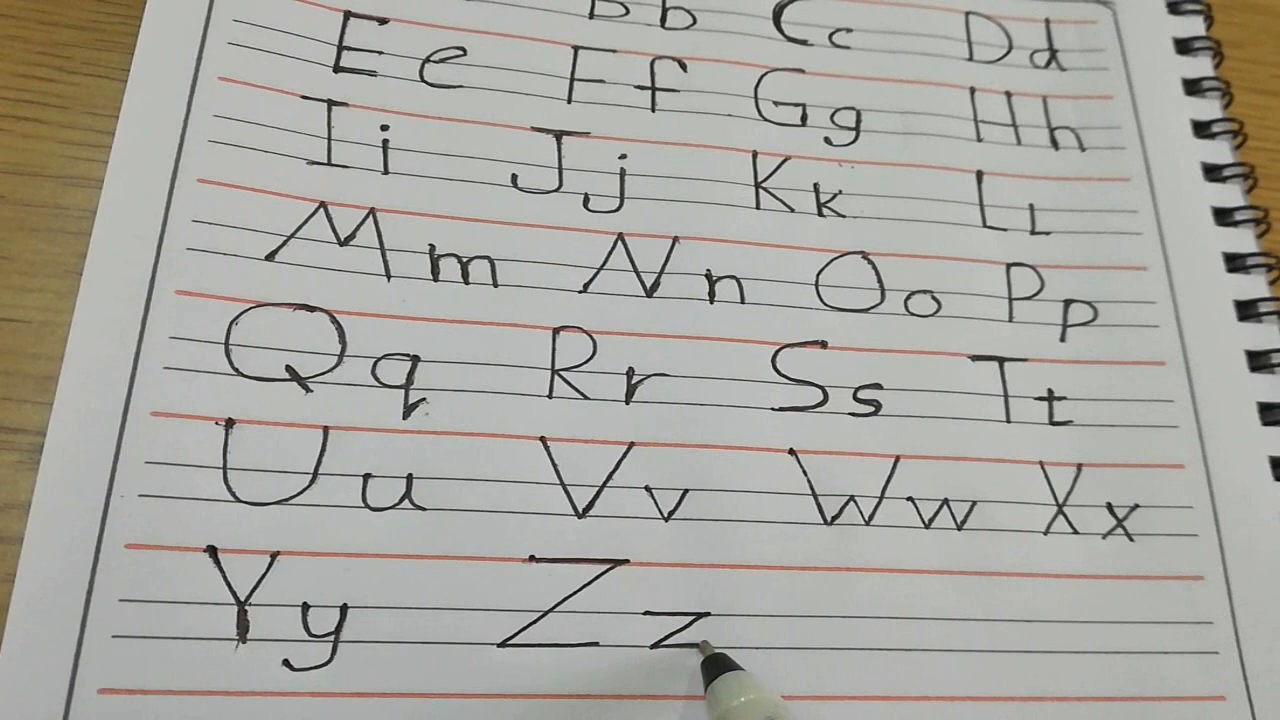 Bb Cc Dd
Ee Ff Gg Hh
Ii Jj Kk LL
Mm Nn Oo Pp
Qq Rr Ss Tt
Uu Vv Ww Xx
Yy Zz